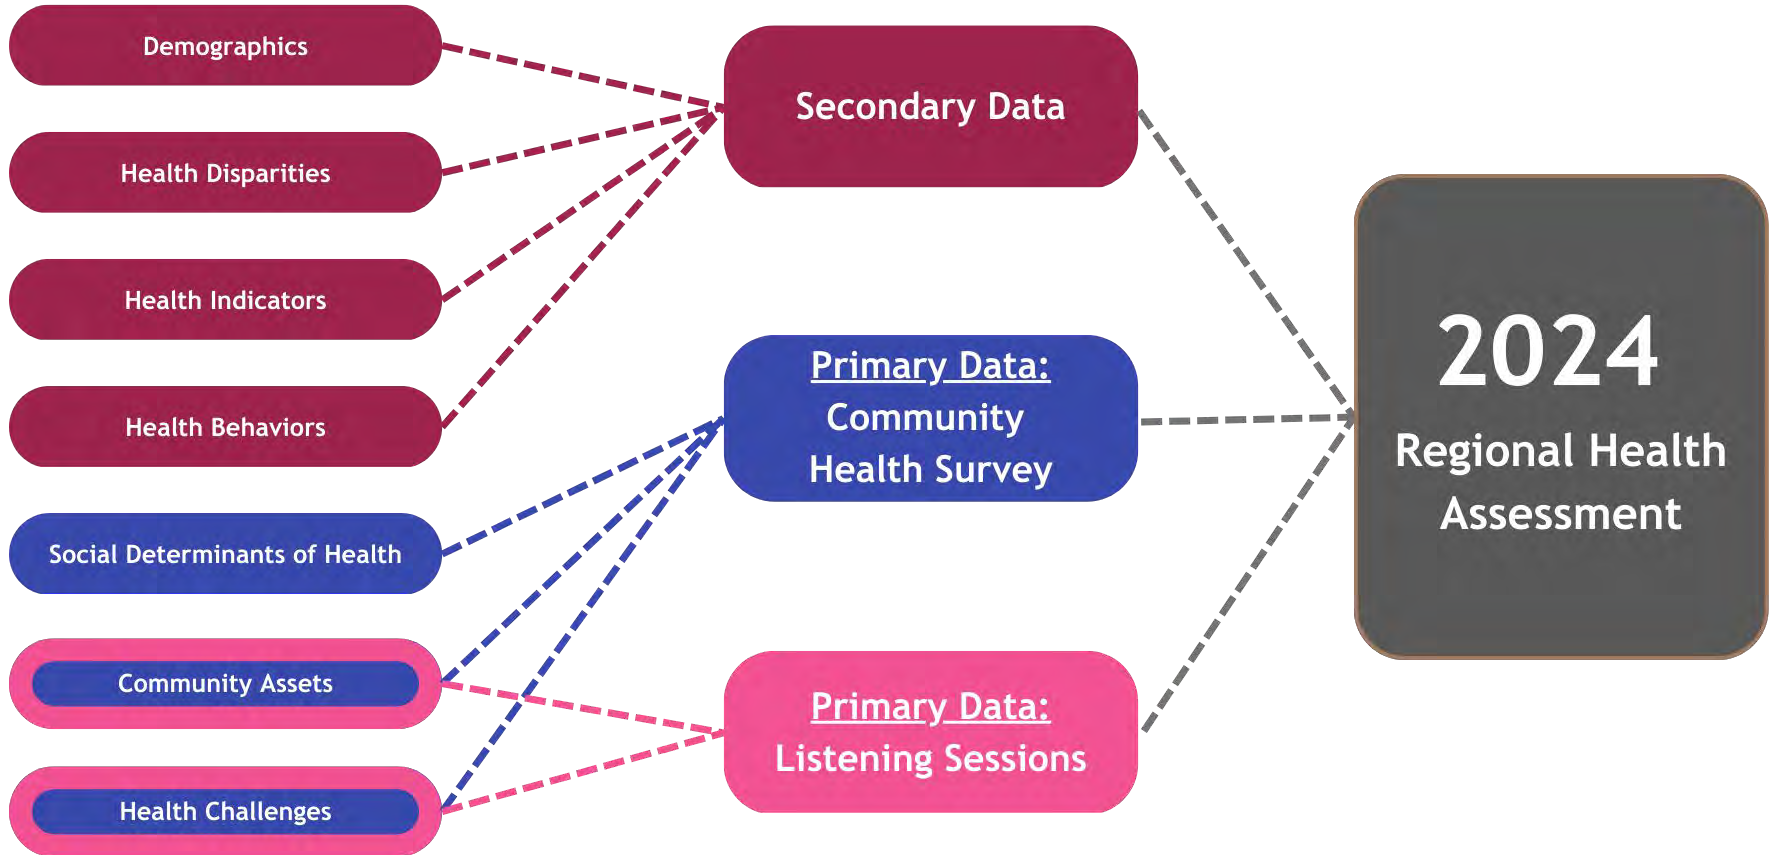 Demographics
Health Disparities
Health Indicators
Health Behaviors
Social Determinants of Health
Community Assets
Health Challenges
Secondary Data
Primary Data:
Community
Health Survey
Primary Data:
Listening Sessions
2024
Regional Health
Assessment